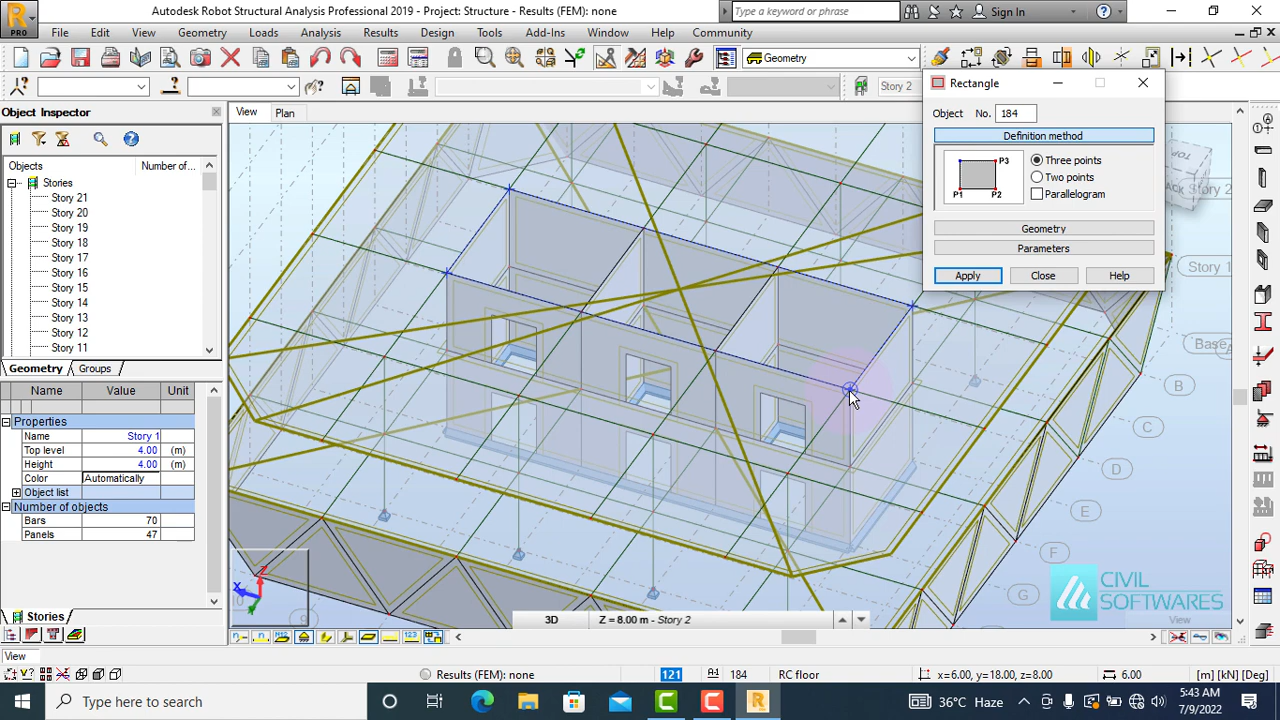 PRO
Autodesk Robot Structural Analysis Professional 2019 - Project: Structure - Results (FEM): none
Type a keyword or phrase
Sign In
File Edit View Geometry Loads Analysis Results Design Tools Add-Ins Window Help Community
Geometry
Story 2
Object Inspector
View Plan
Objects Number of...
Stories
Story 21
Story 20
Story 19
Story 18
Story 17
Story 16
Story 15
Story 14
Story 13
Story 12
Story 11
Geometry Groups
Name Value Unit
Properties
Name Story 1
Top level 4.00 (m)
Height 4.00 (m)
Color Automatically
Object list
Number of objects
Bars 70
Panels 47
Stories
Rectangle
Object No. 184
Definition method
P3
P1 P2
Three points
Two points
Parallelogram
Geometry
Parameters
Apply Close Help
TOP
Story 2
Story 1
Base
B
C
D
E
F
G
10
Z
X
CIVIL
SOFTWARES
View
3D Z = 8.00 m - Story 2
View
Results (FEM): none 121 184 RC floor x=6.00, y=18.00, z=8.00 6.00 [m] [kN] [Deg]
Type here to search
36°C Haze
5:43 AM
7/9/2022